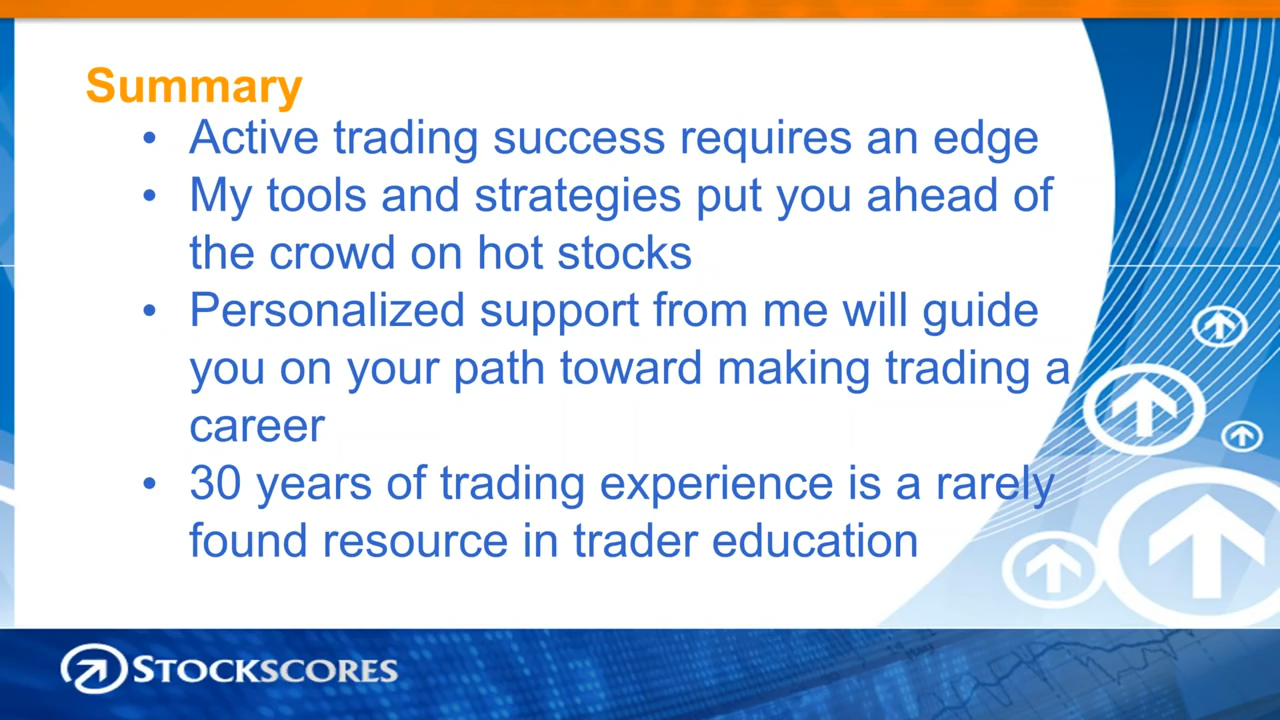 Summary
• Active trading success requires an edge
• My tools and strategies put you ahead of
the crowd on hot stocks
• Personalized support from me will guide
you on your path toward making trading a
career
• 30 years of trading experience is a rarely
found resource in trader education
STOCKSCORES